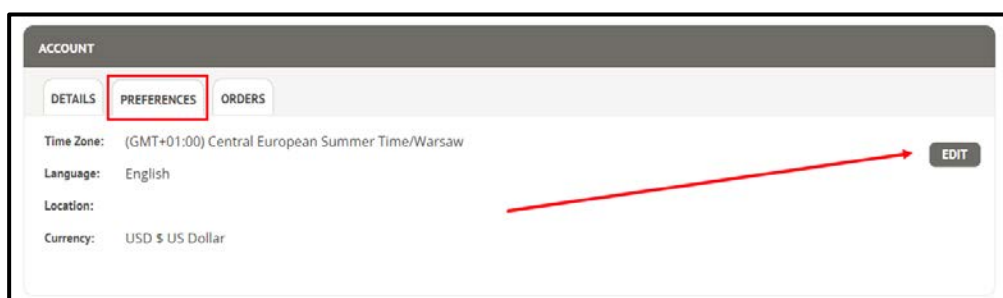 ACCOUNT
DETAILS PREFERENCES ORDERS
Time Zone: (GMT+01:00) Central European Summer Time/Warsaw
EDIT
Language: English
Location:
Currency: USD $ US Dollar